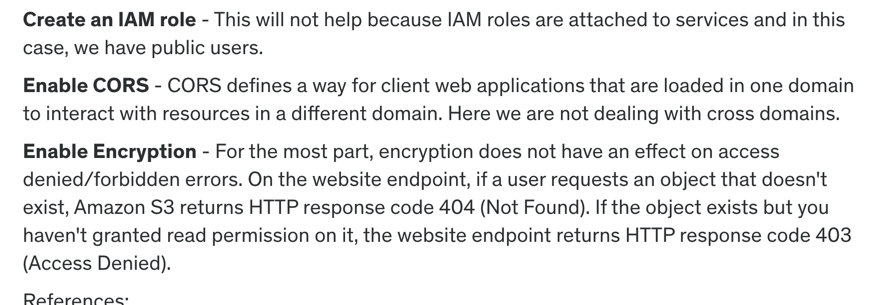 Create an IAM role - This will not help because IAM roles are attached to services and in this
case, we have public users.
Enable CORS - CORS defines a way for client web applications that are loaded in one domain
to interact with resources in a different domain. Here we are not dealing with cross domains.
Enable Encryption - For the most part, encryption does not have an effect on access
denied/forbidden errors. On the website endpoint, if a user requests an object that doesn't
exist, Amazon S3 returns HTTP response code 404 (Not Found). If the object exists but you
haven't granted read permission on it, the website endpoint returns HTTP response code 403
(Access Denied).
References: